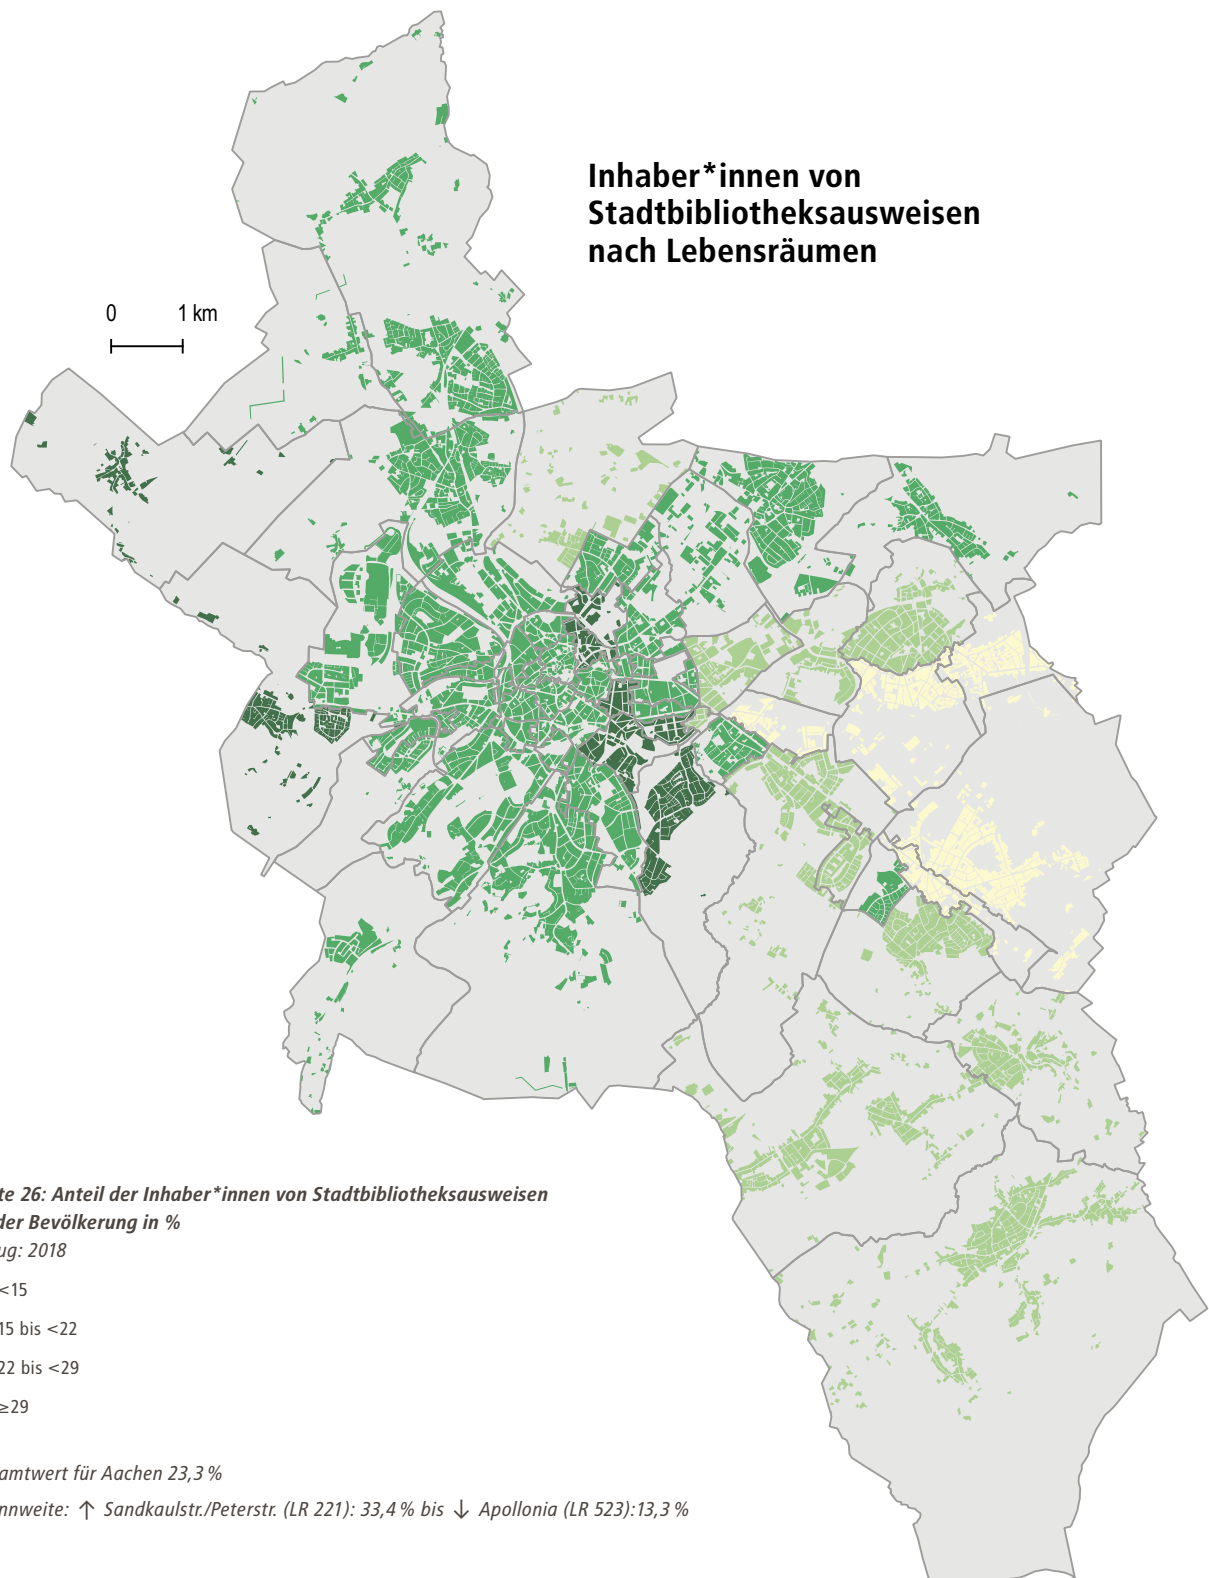 Inhaber*innen von
Stadtbibliotheksausweisen
nach Lebensräumen
0 1 km
te 26: Anteil der Inhaber*innen von Stadtbibliotheksausweisen
der Bevölkerung in %
ug: 2018
<15
15 bis <22
22 bis <29
≥29
amtwert für Aachen 23,3 %
nnweite: ↑ Sandkaulstr./Peterstr. (LR 221): 33,4 % bis ↓ Apollonia (LR 523):13,3 %